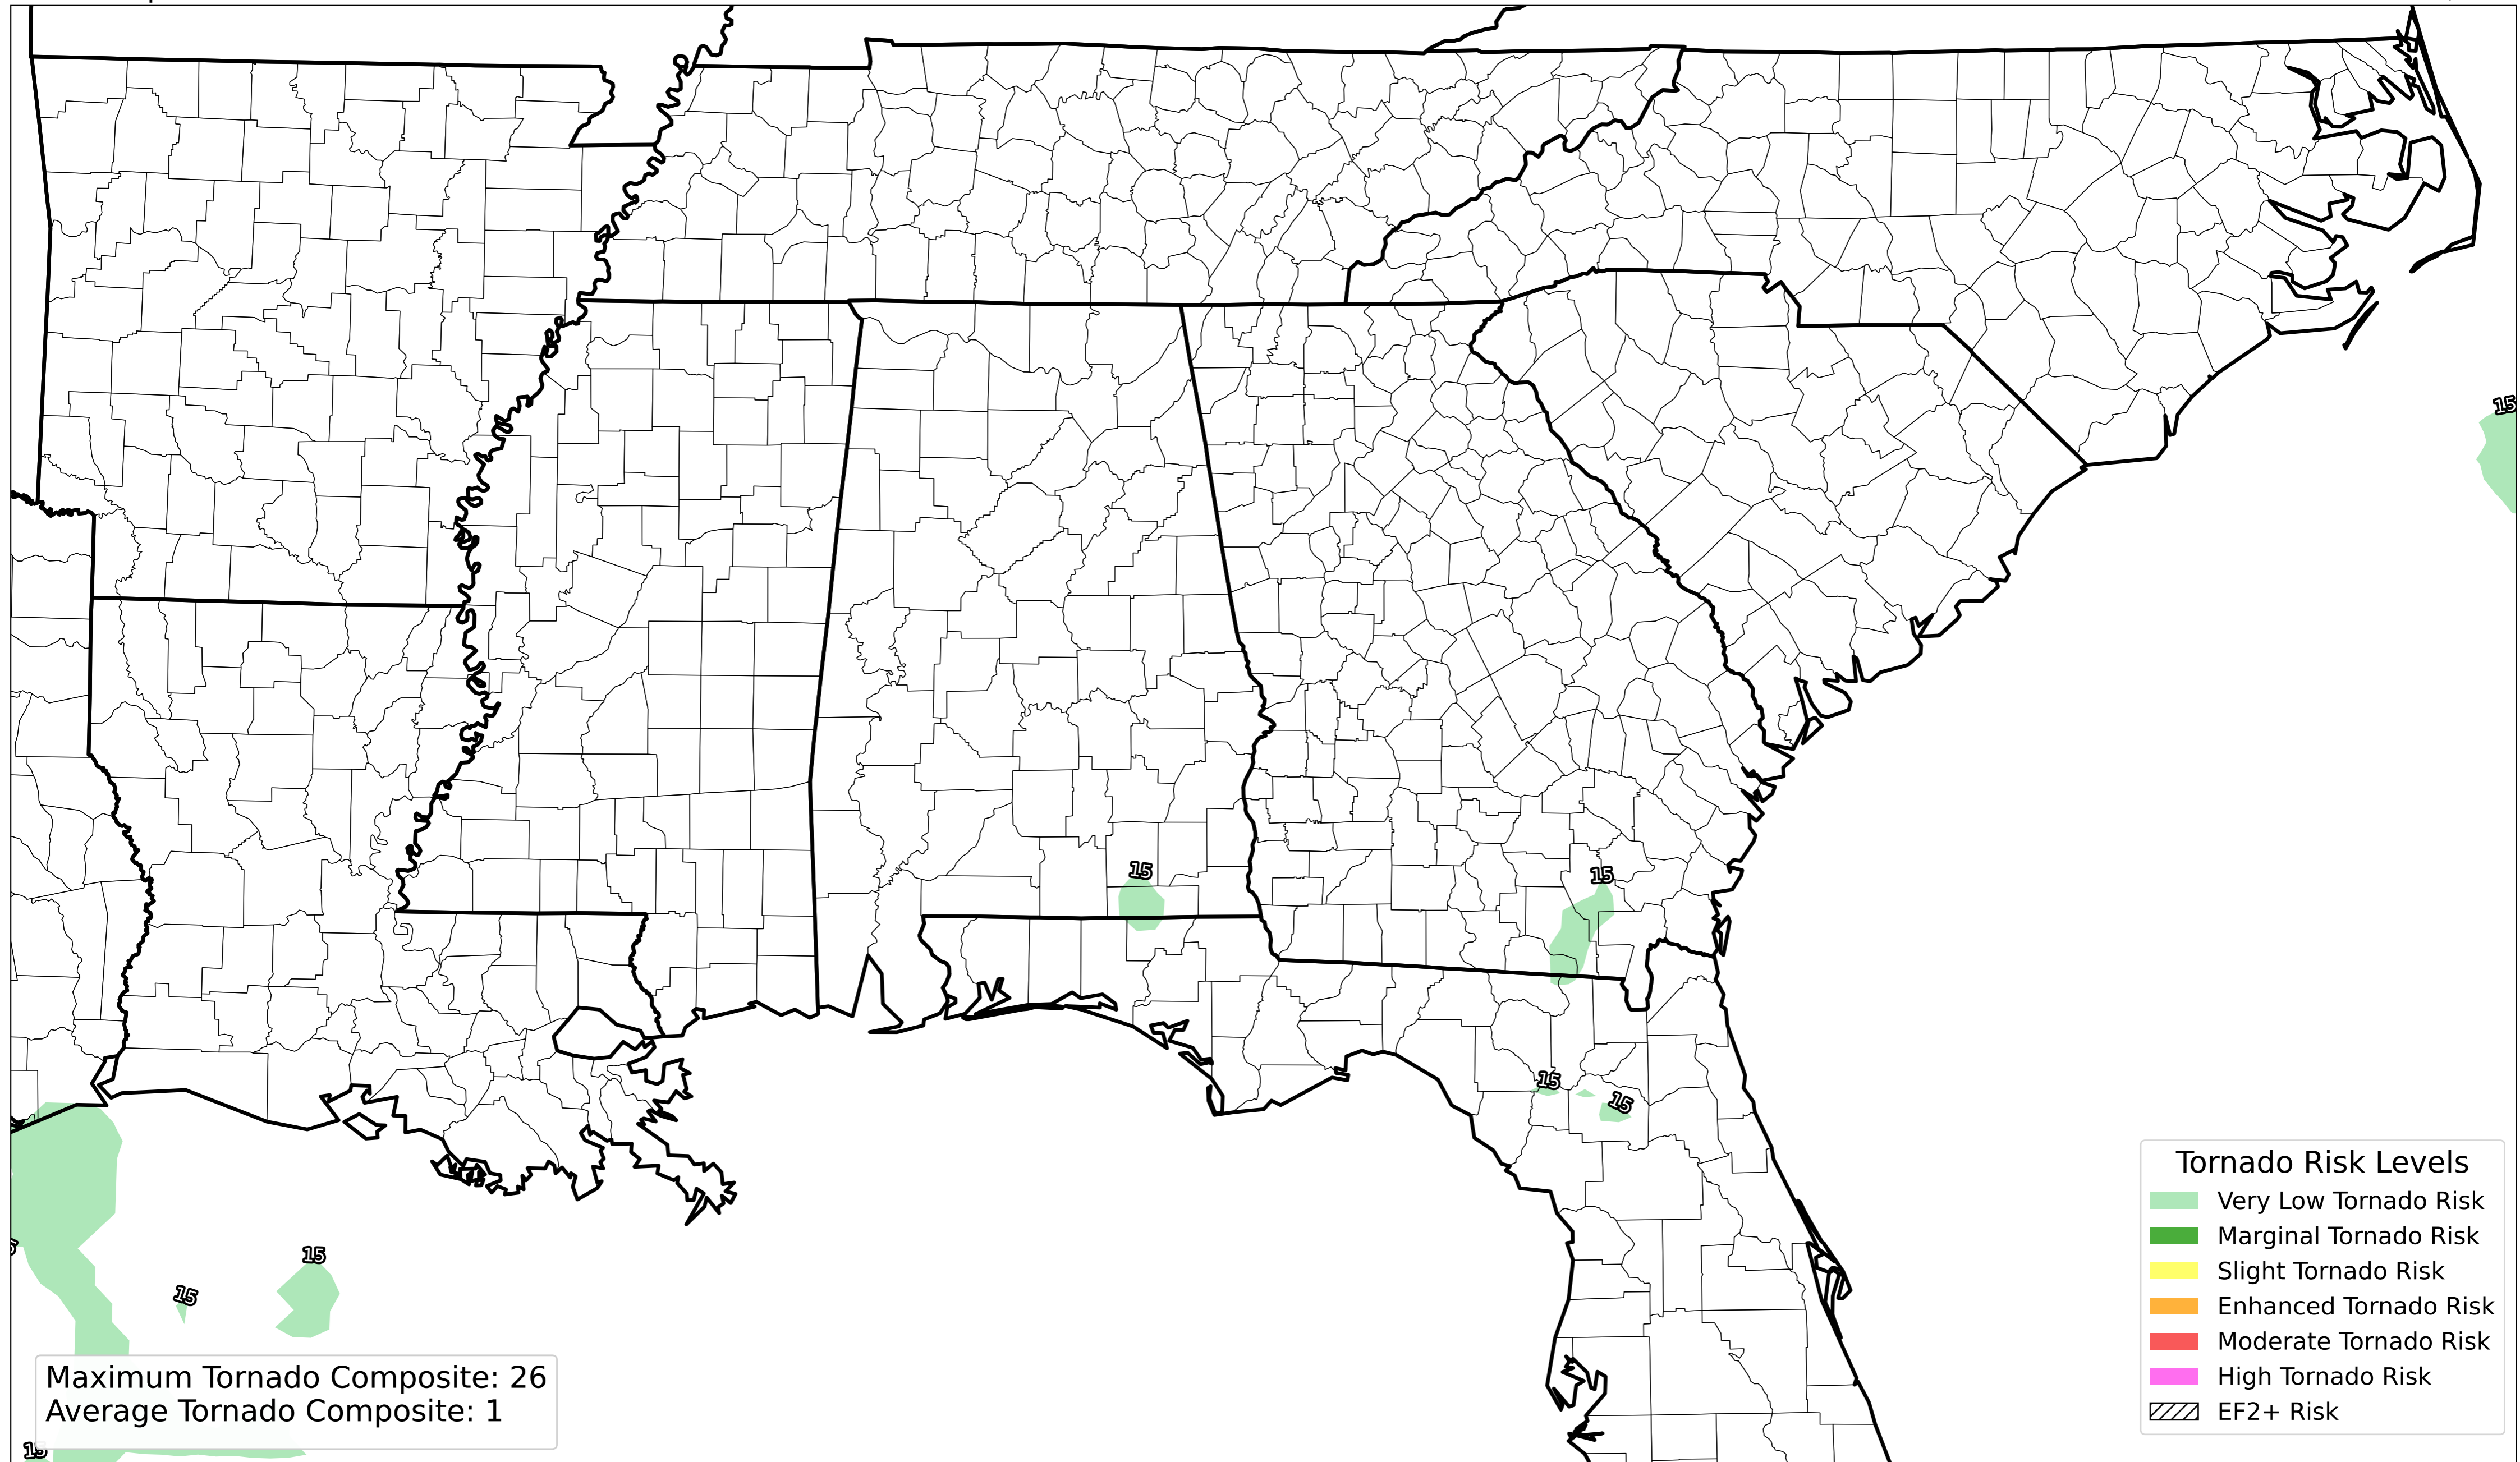 15
15
15
15
15
15
15
Tornado Risk Levels
Very Low Tornado Risk
Marginal Tornado Risk
Slight Tornado Risk
Enhanced Tornado Risk
Moderate Tornado Risk
High Tornado Risk
EF2+ Risk
Maximum Tornado Composite: 26
Average Tornado Composite: 1
15